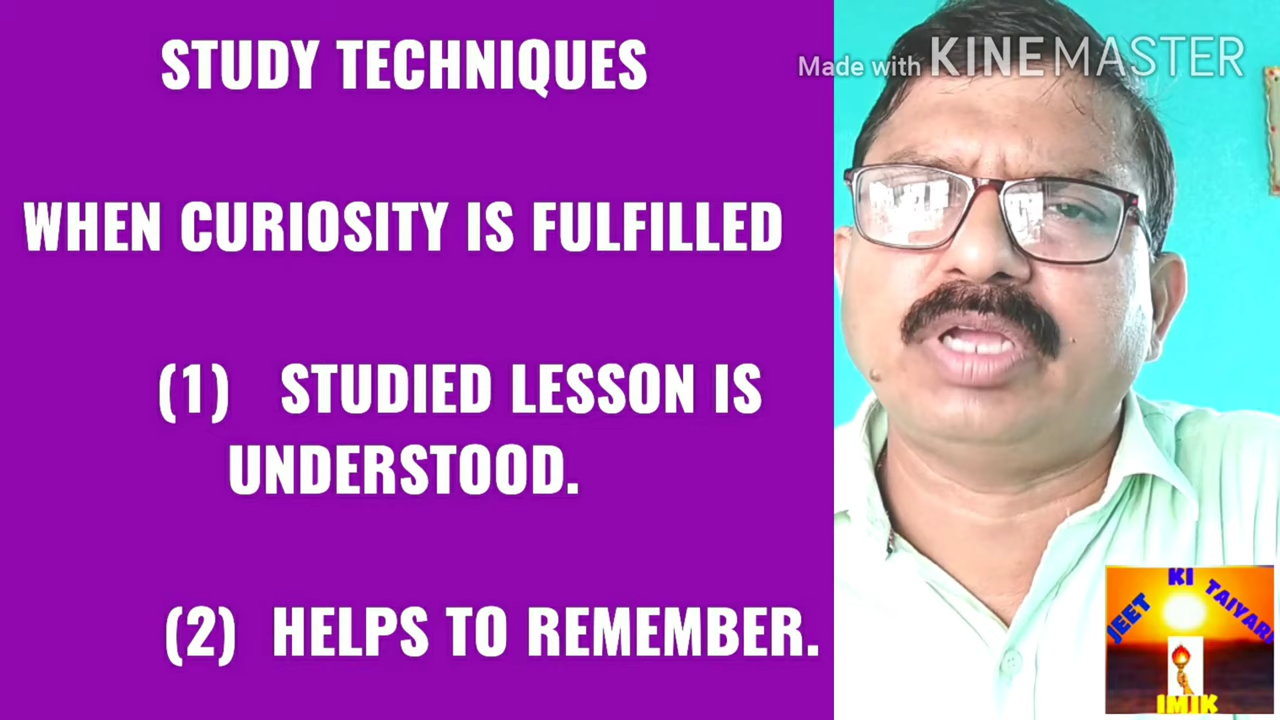 STUDY TECHNIQUES
Made with KINEMASTER
WHEN CURIOSITY IS FULFILLED
(1) STUDIED LESSON IS
UNDERSTOOD.
(2) HELPS TO REMEMBER.
JEET KI TAIYARI
IMJK